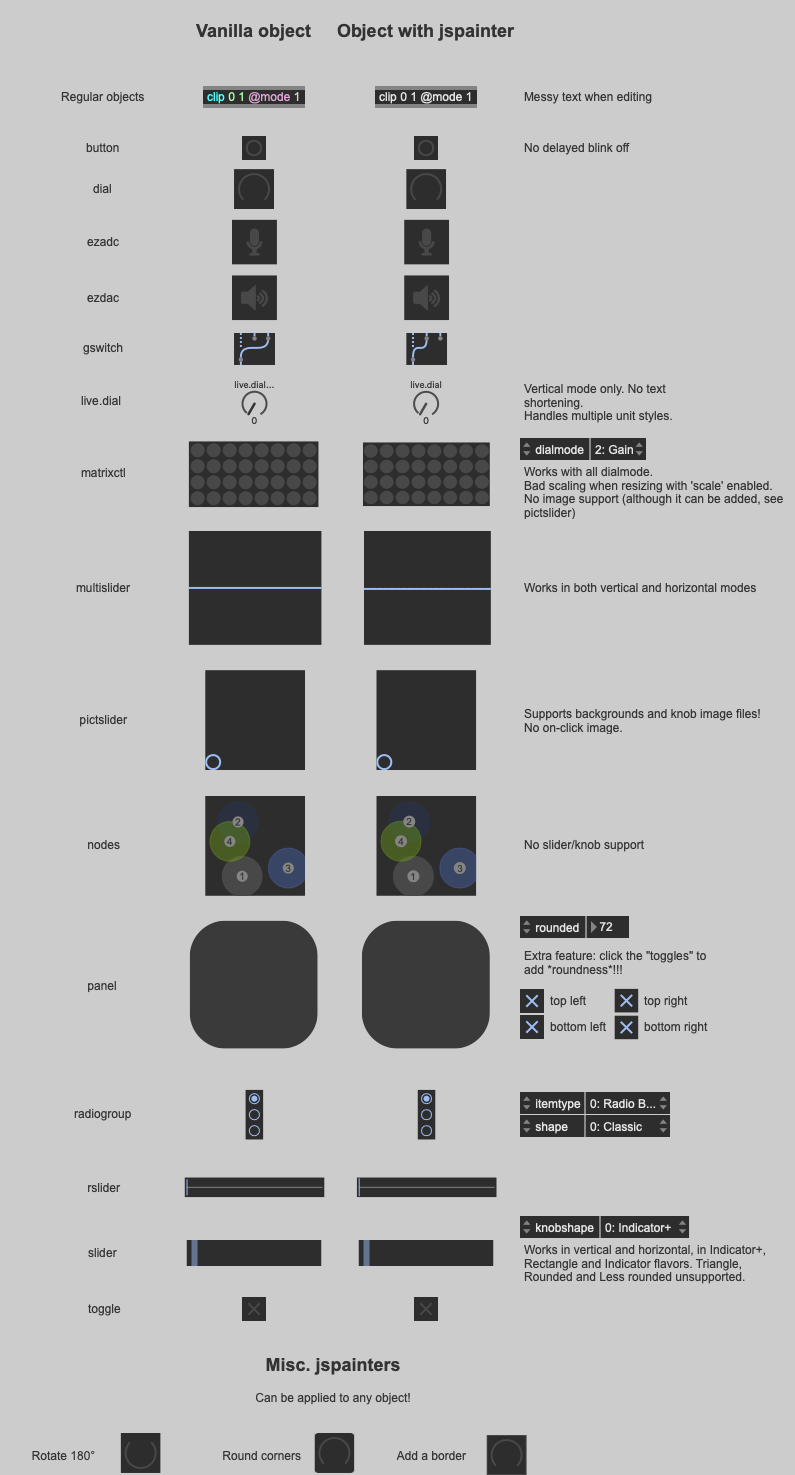 Vanilla object Object with jspainter
Regular objects clip 0 1 @mode 1 clip 0 1 @mode 1 Messy text when editing
button No delayed blink off
dial
ezadc
ezdac
gswitch
live.dial... live.dial
live.dial
0 0
Vertical mode only. No text
shortening.
Handles multiple unit styles.
dialmode 2: Gain
matrixctl
Works with all dialmode.
Bad scaling when resizing with 'scale' enabled.
No image support (although it can be added, see
pictslider)
multislider Works in both vertical and horizontal modes
pictslider
Supports backgrounds and knob image files!
No on-click image.
nodes 2 4 3 1 2 4 3 1 No slider/knob support
rounded 72
panel
Extra feature: click the "toggles" to
add *roundness*!!!
top left top right
bottom left bottom right
radiogroup
itemtype 0: Radio B...
shape 0: Classic
rslider
knobshape 0: Indicator+
slider
Works in vertical and horizontal, in Indicator+,
Rectangle and Indicator flavors. Triangle,
Rounded and Less rounded unsupported.
toggle
Misc. jspainters
Can be applied to any object!
Rotate 180° Round corners Add a border